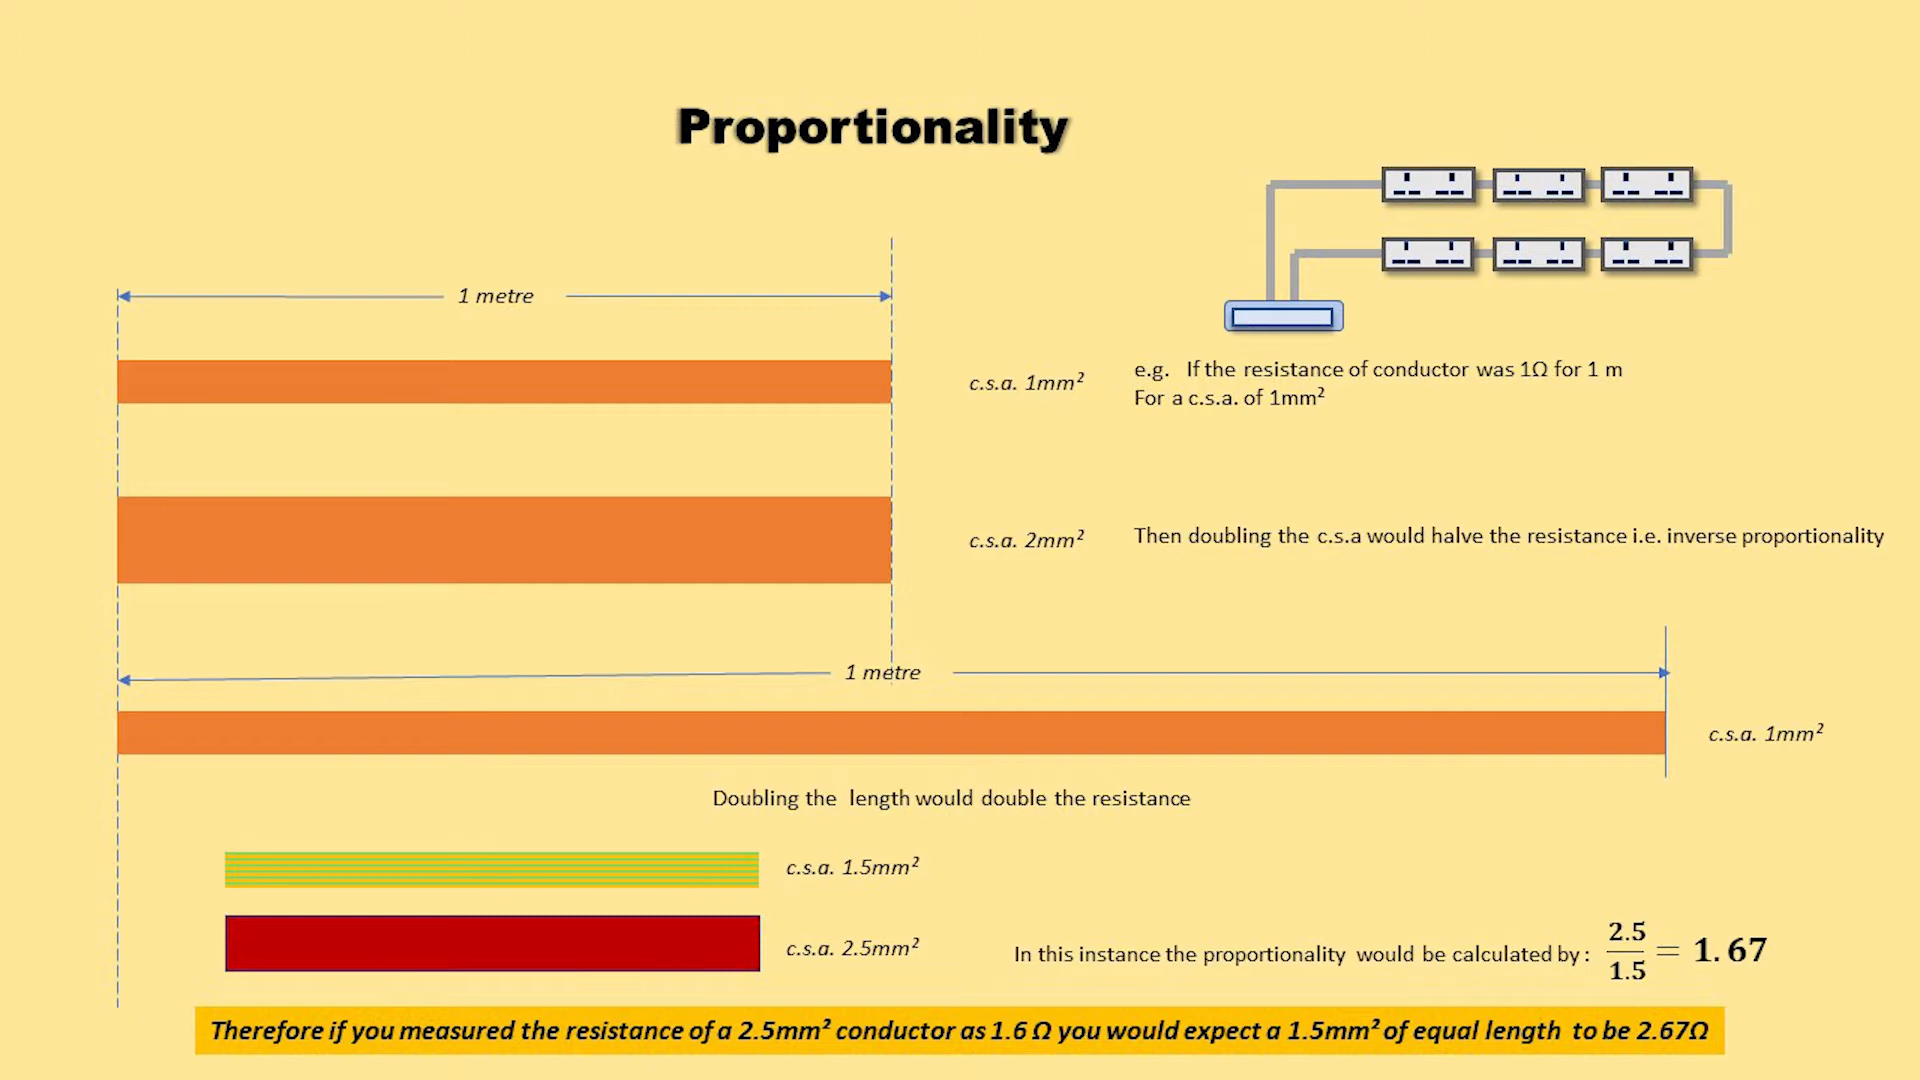 Proportionality
1 metre
c.s.a. 1mm²
e.g. If the resistance of conductor was 1Ω for 1 m
For a c.s.a. of 1mm²
c.s.a. 2mm²
Then doubling the c.s.a would halve the resistance i.e. inverse proportionality
1 metre
c.s.a. 1mm²
Doubling the length would double the resistance
c.s.a. 1.5mm²
c.s.a. 2.5mm²
In this instance the proportionality would be calculated by: 2.5/1.5 = 1.67
Therefore if you measured the resistance of a 2.5mm² conductor as 1.6 Ω you would expect a 1.5mm² of equal length to be 2.67Ω